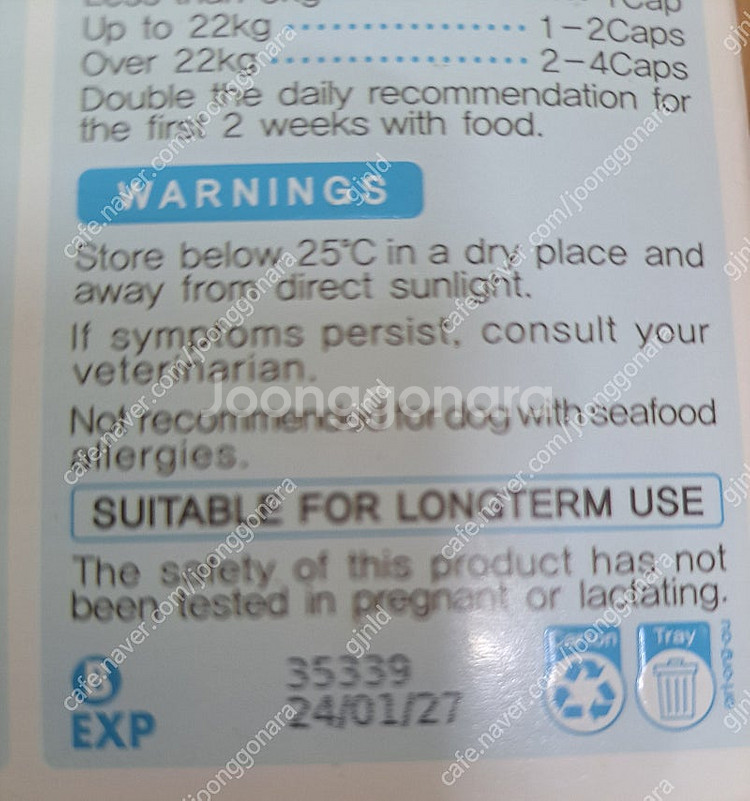 1Cap
Up to 22kg 1-2Caps
Over 22kg 2-4Caps
Double the daily recommendation for
the first 2 weeks with food.
WARNINGS
Store below 25°C in a dry place and
away from direct sunlight.
If symptoms persist, consult your
veterinarian.
Not recommended for dog with seafood
allergies.
SUITABLE FOR LONGTERM USE
The safety of this product has not
been tested in pregnant or lactating.
B 35339
EXP 24/01/27
Carton Tray
Joonggonara
cafe.naver.com/joonggonara
gjnld